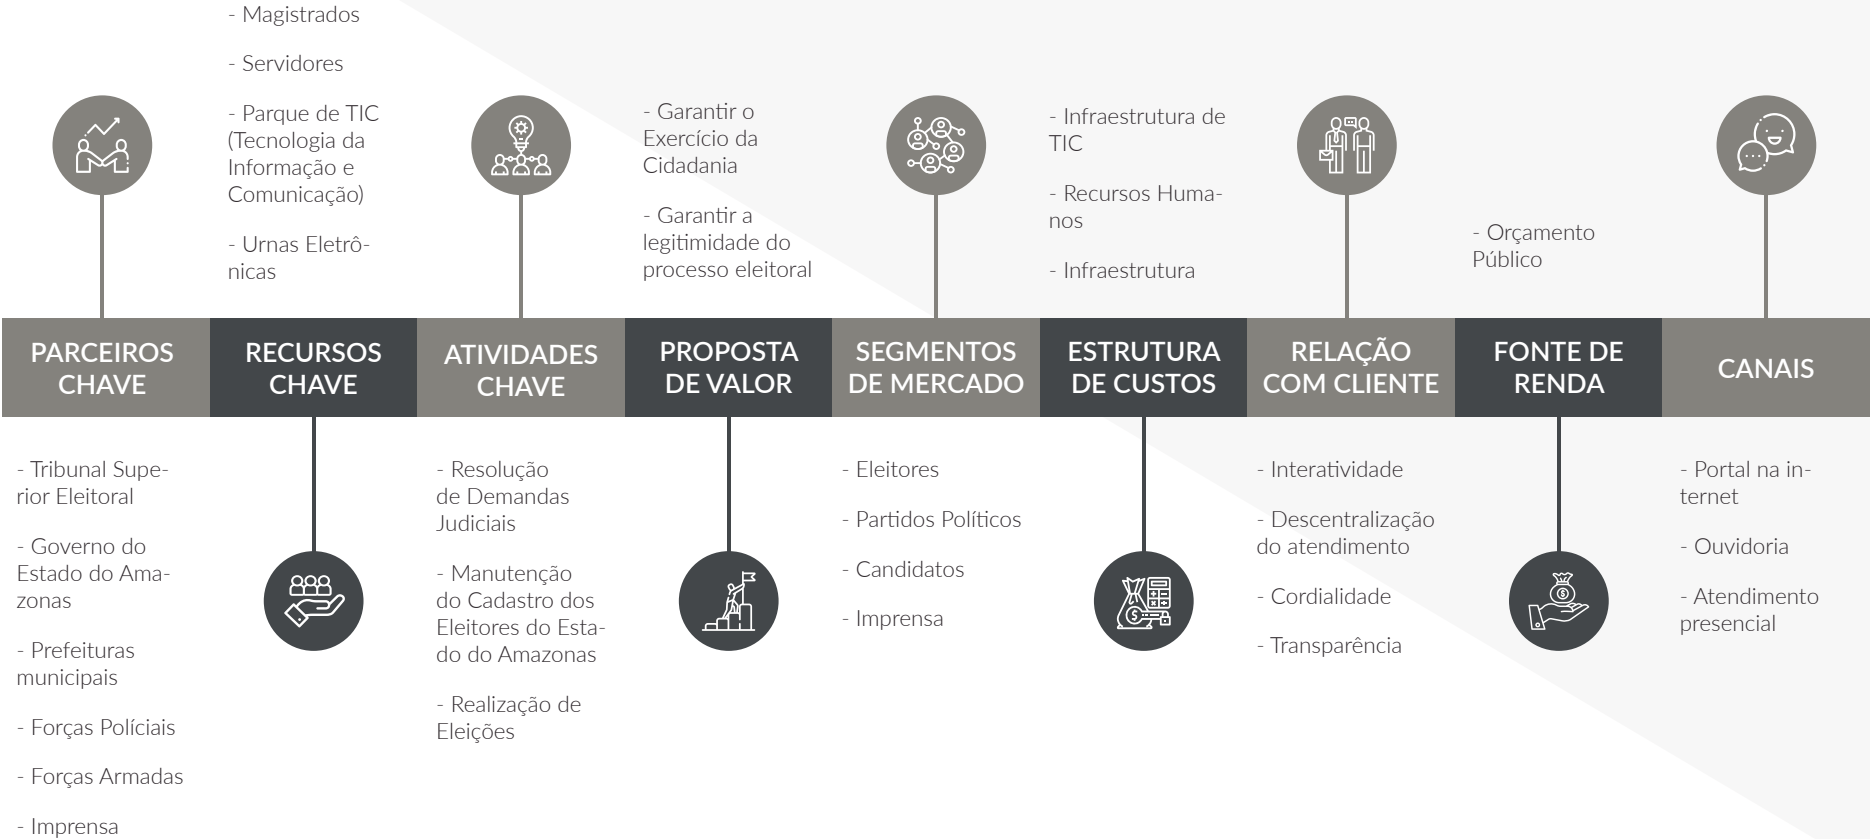 - Magistrados
- Servidores
- Parque de TIC
(Tecnologia da
Informação e
Comunicação)
- Urnas Eletrô-
nicas
- Garantir o
Exercício da
Cidadania
- Garantir a
legitimidade do
processo eleitoral
- Infraestrutura de
TIC
- Recursos Huma-
nos
- Infraestrutura
- Orçamento
Público
PARCEIROS
CHAVE
RECURSOS
CHAVE
ATIVIDADES
CHAVE
PROPOSTA
DE VALOR
SEGMENTOS
DE MERCADO
ESTRUTURA
DE CUSTOS
RELAÇÃO
COM CLIENTE
FONTE DE
RENDA
CANAIS
- Tribunal Supe-
rior Eleitoral
- Governo do
Estado do Ama-
zonas
- Prefeituras
municipais
- Forças Políciais
- Forças Armadas
- Imprensa
- Resolução
de Demandas
Judiciais
- Manutenção
do Cadastro dos
Eleitores do Esta-
do do Amazonas
- Realização de
Eleições
- Eleitores
- Partidos Políticos
- Candidatos
- Imprensa
- Interatividade
- Descentralização
do atendimento
- Cordialidade
- Transparência
- Portal na in-
ternet
- Ouvidoria
- Atendimento
presencial